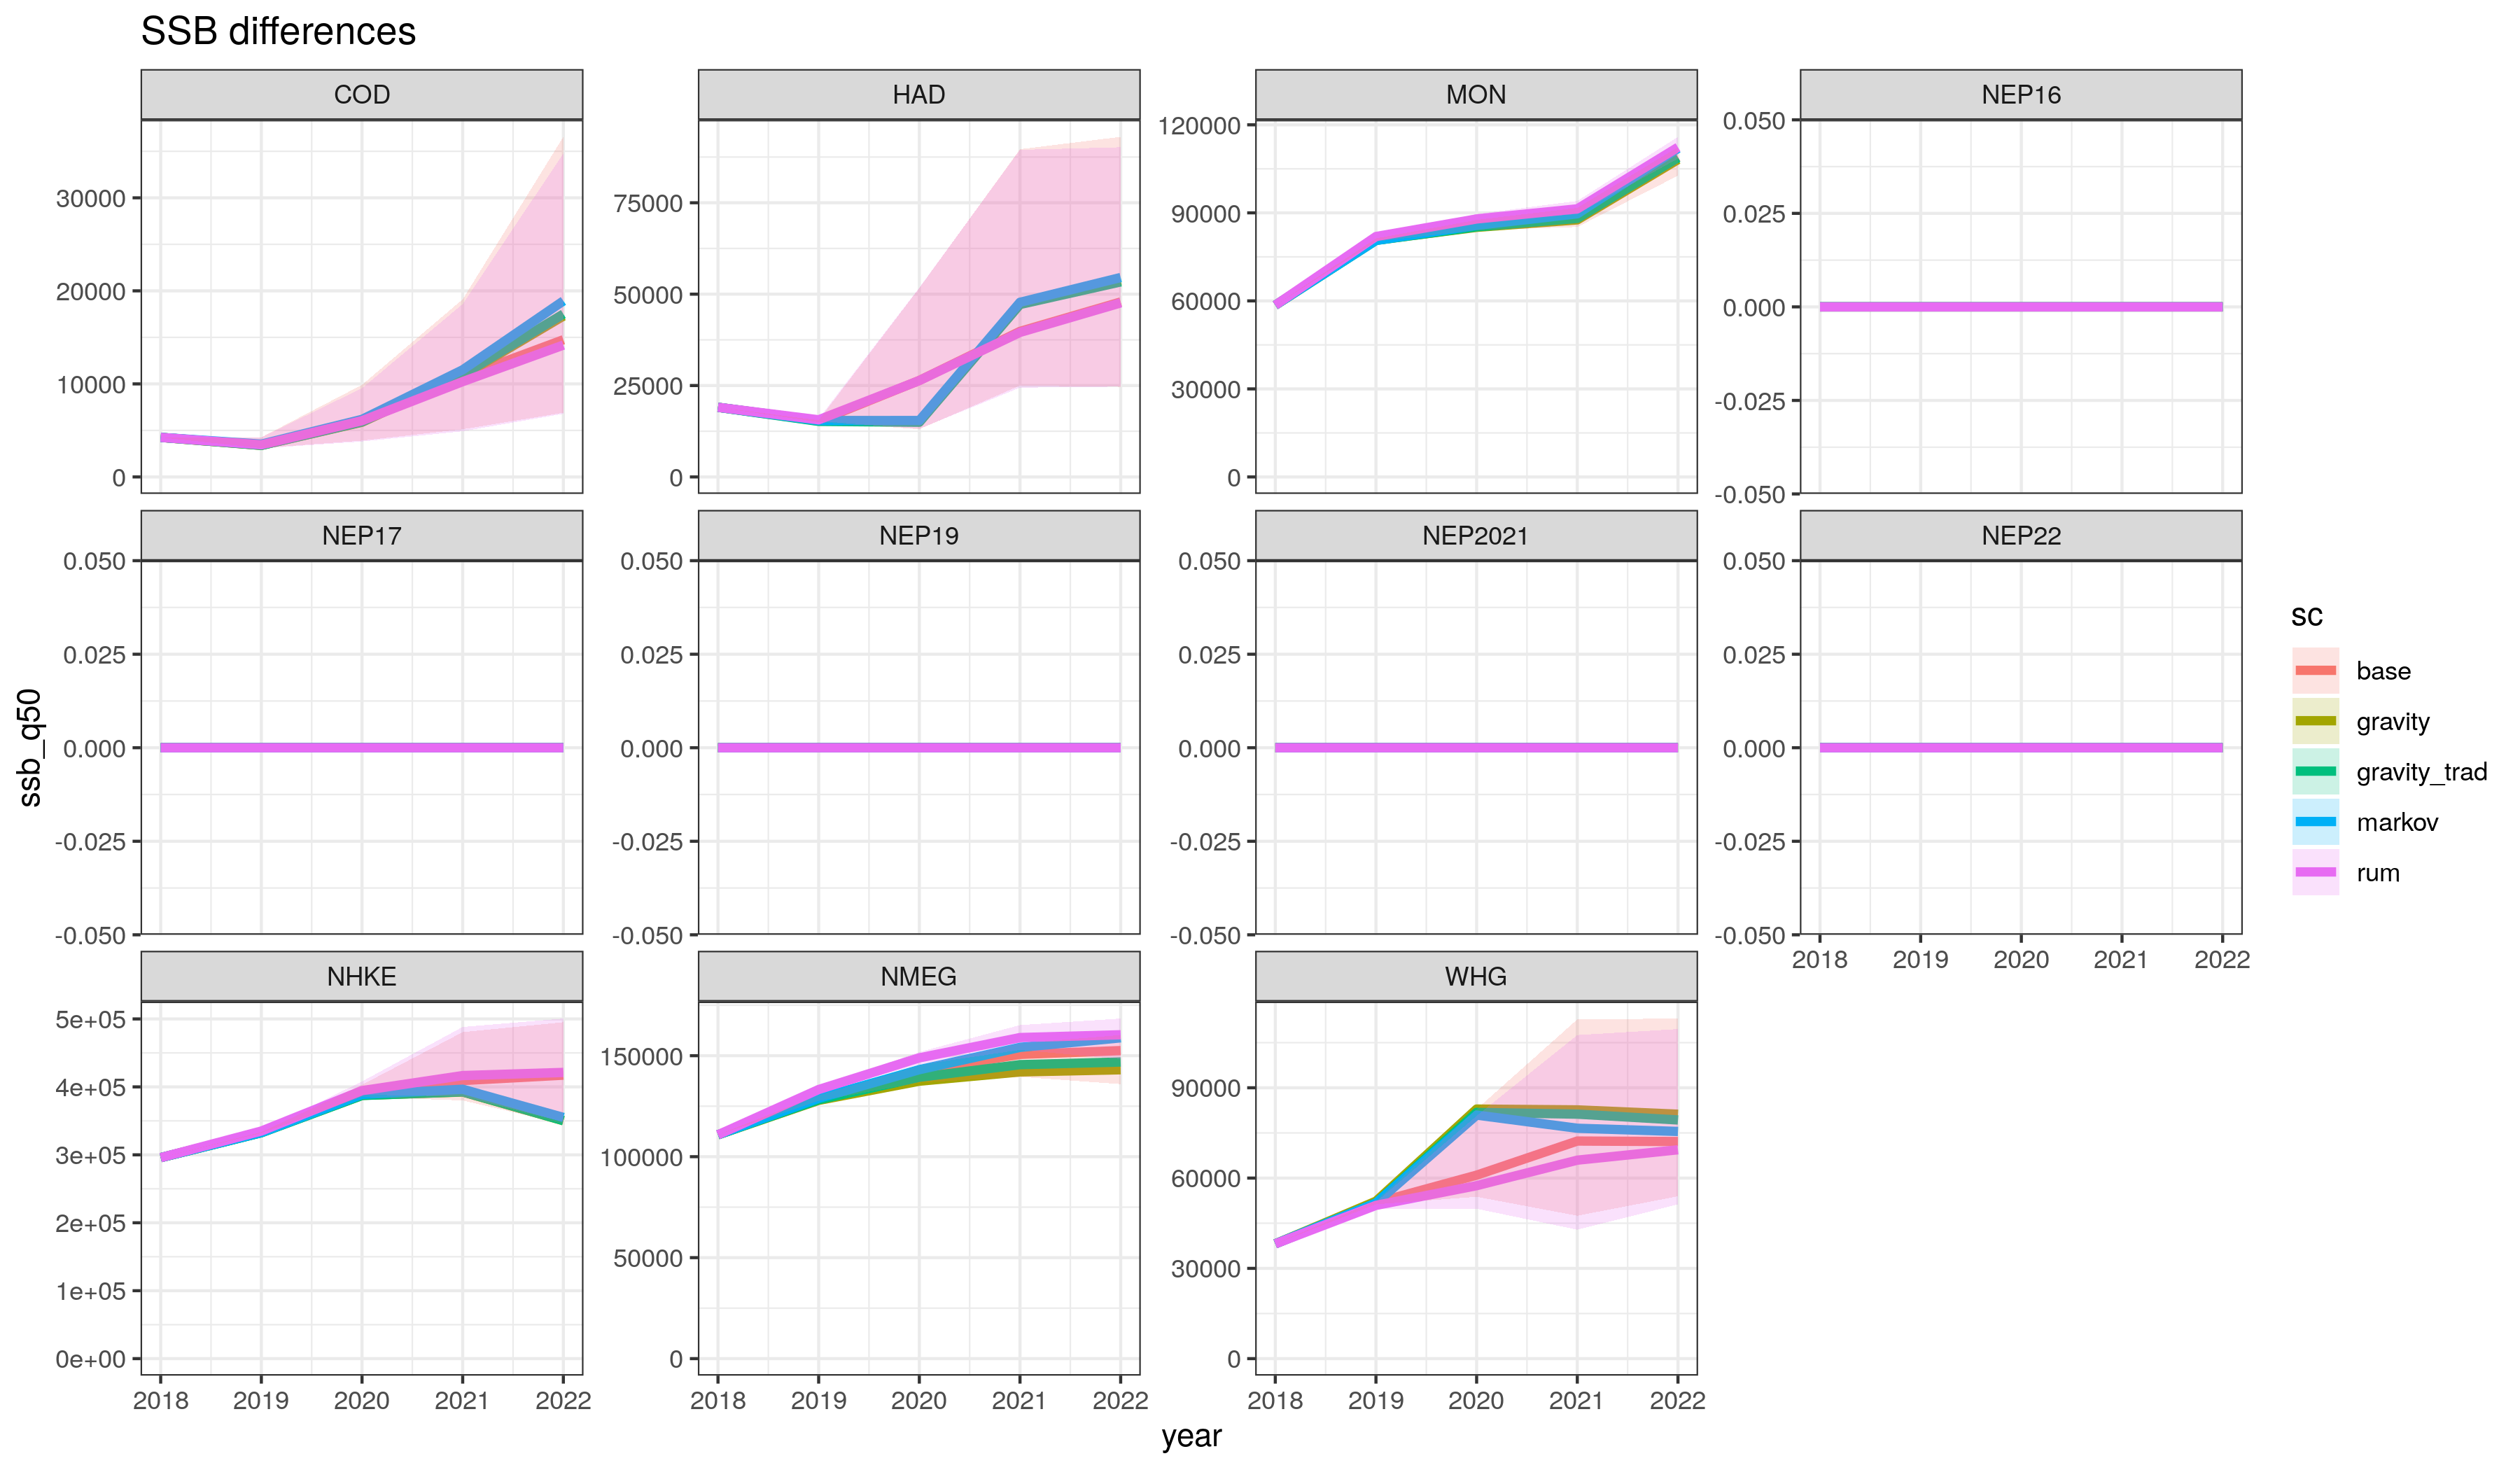 SSB differences
COD
HAD
MON
NEP16
30000
20000
10000
0
75000
50000
25000
0
120000
90000
60000
30000
0
0.050
0.025
0.000
-0.025
-0.050
NEP17
NEP19
NEP2021
NEP22
0.050
0.025
0.000
-0.025
-0.050
0.050
0.025
0.000
-0.025
-0.050
0.050
0.025
0.000
-0.025
-0.050
0.050
0.025
0.000
-0.025
-0.050
2018 2019 2020 2021 2022
NHKE
NMEG
WHG
5e+05
4e+05
3e+05
2e+05
1e+05
0e+00
150000
100000
50000
0
90000
60000
30000
0
2018 2019 2020 2021 2022
2018 2019 2020 2021 2022
2018 2019 2020 2021 2022
year
ssb_q50
sc
base
gravity
gravity_trad
markov
rum